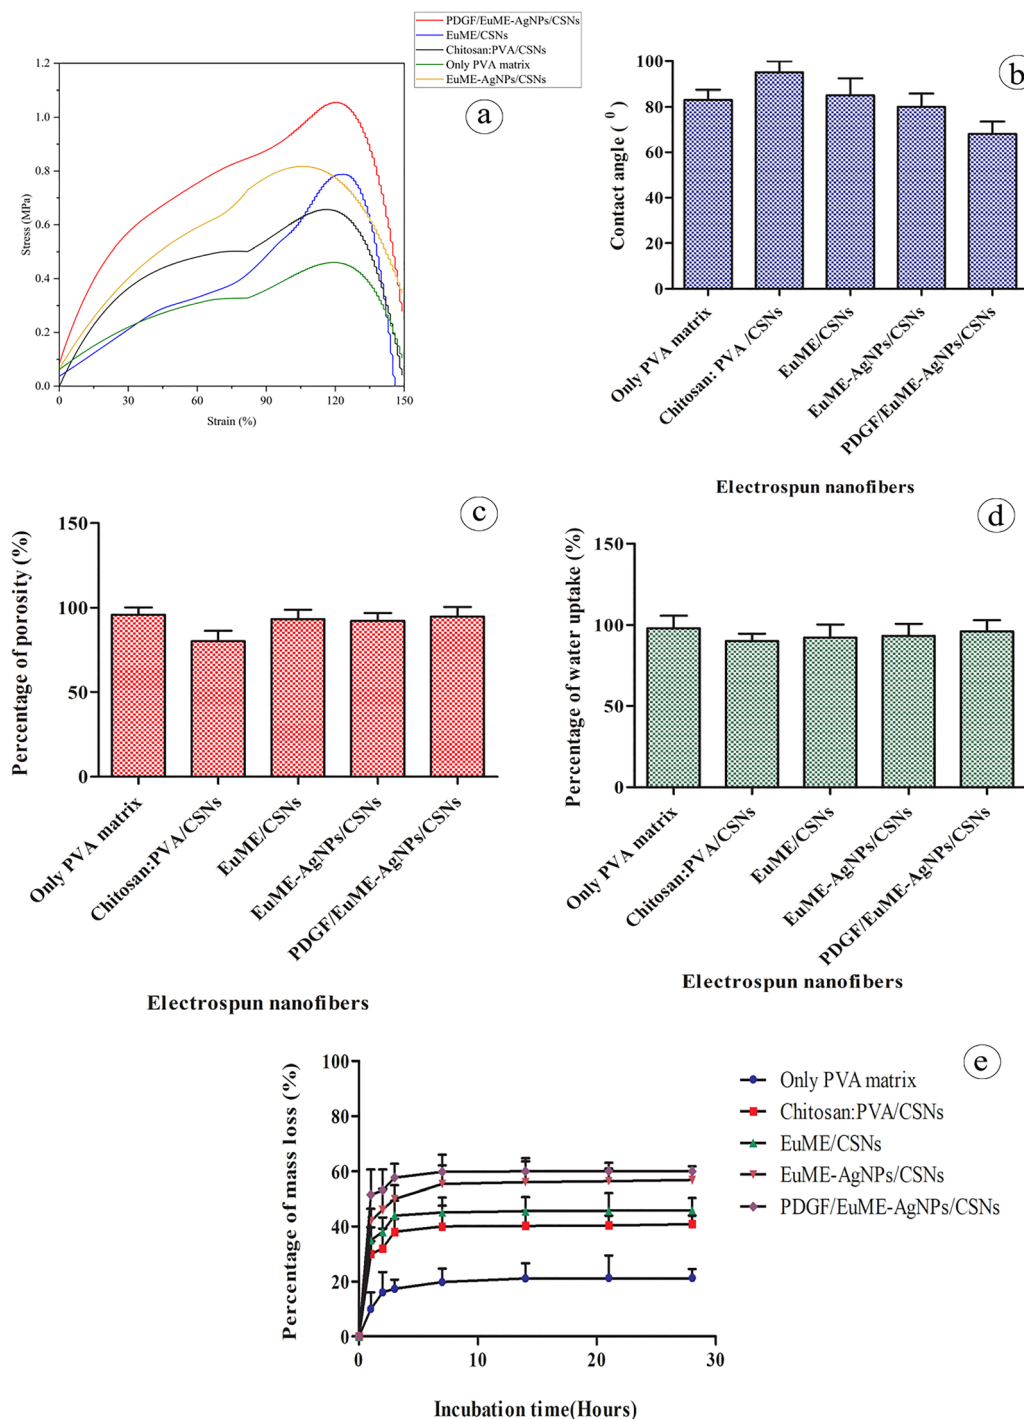 PDGF/EuME-AgNPs/CSNs
EuME/CSNs
Chitosan:PVA/CSNs
Only PVA matrix
EuME-AgNPs/CSNs
a
1.2
1.0
0.8
0.6
0.4
0.2
0.0
Stress (MPa)
0 30 60 90 120 150
Strain (%)
b
100
80
60
40
20
0
Contact angle ( 0 )
Only PVA matrix
Chitosan: PVA /CSNs
EuME/CSNs
EuME-AgNPs/CSNs
PDGF/EuME-AgNPs/CSNs
Electrospun nanofibers
c
150
100
50
0
Percentage of porosity (%)
Only PVA matrix
Chitosan:PVA/CSNs
EuME/CSNs
EuME-AgNPs/CSNs
PDGF/EuME-AgNPs/CSNs
Electrospun nanofibers
d
150
100
50
0
Percentage of water uptake (%)
Only PVA matrix
Chitosan:PVA/CSNs
EuME/CSNs
EuME-AgNPs/CSNs
PDGF/EuME-AgNPs/CSNs
Electrospun nanofibers
e
100
80
60
40
20
0
Percentage of mass loss (%)
0 10 20 30
Incubation time(Hours)
Only PVA matrix
Chitosan:PVA/CSNs
EuME/CSNs
EuME-AgNPs/CSNs
PDGF/EuME-AgNPs/CSNs